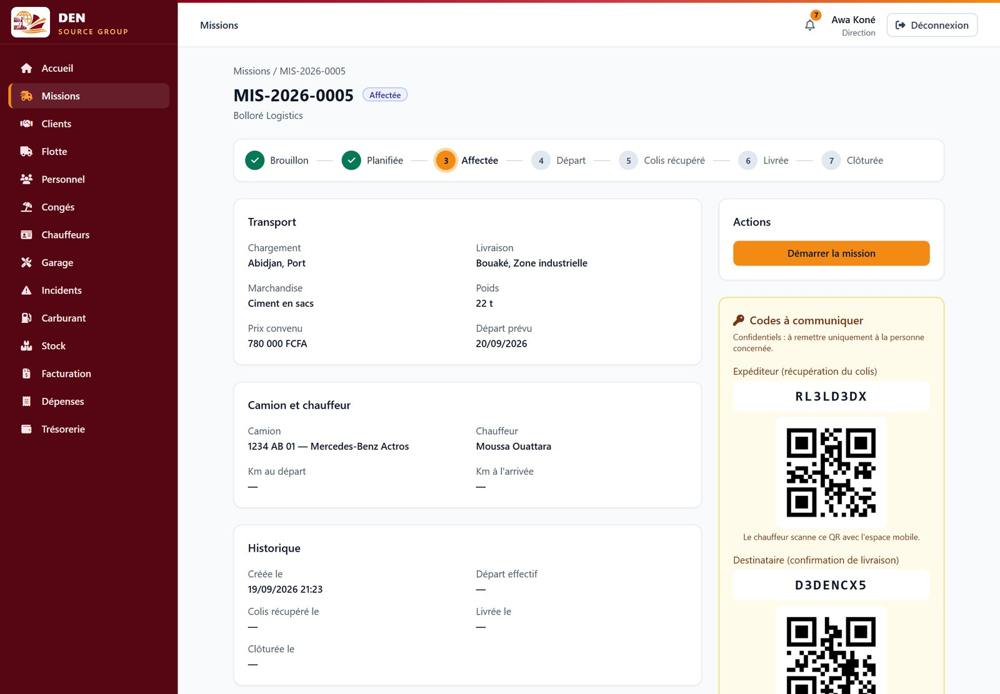 DEN
SOURCE GROUP
Accueil
Missions
Clients
Flotte
Personnel
Congés
Chauffeurs
Garage
Incidents
Carburant
Stock
Facturation
Dépenses
Trésorerie
Missions
7
Awa Koné
Direction
Déconnexion
Missions / MIS-2026-0005
MIS-2026-0005 Affectée
Bolloré Logistics
Brouillon
Planifiée
3 Affectée
4 Départ
5 Colis récupéré
6 Livrée
7 Clôturée
Transport
Chargement
Abidjan, Port
Livraison
Bouaké, Zone industrielle
Marchandise
Ciment en sacs
Poids
22 t
Prix convenu
780 000 FCFA
Départ prévu
20/09/2026
Camion et chauffeur
Camion
1234 AB 01 — Mercedes-Benz Actros
Chauffeur
Moussa Ouattara
Km au départ
—
Km à l'arrivée
—
Historique
Créée le
19/09/2026 21:23
Départ effectif
—
Colis récupéré le
—
Livrée le
—
Clôturée le
—
Actions
Démarrer la mission
Codes à communiquer
Confidentiels : à remettre uniquement à la personne
concernée.
Expéditeur (récupération du colis)
RL3LD3DX
Le chauffeur scanne ce QR avec l'espace mobile.
Destinataire (confirmation de livraison)
D3DENCX5